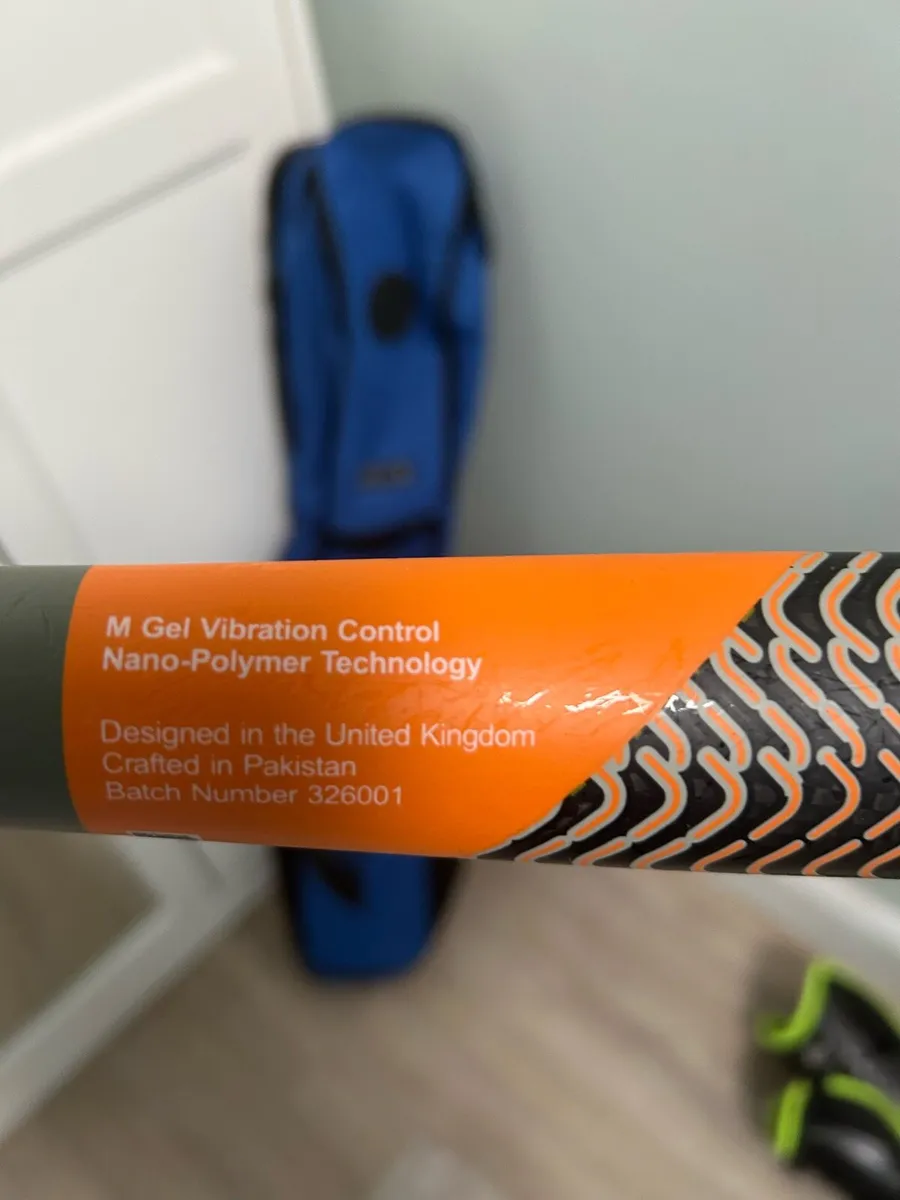 M Gel Vibration Control
Nano-Polymer Technology
Designed in the United Kingdom
Crafted in Pakistan
Batch Number 326001